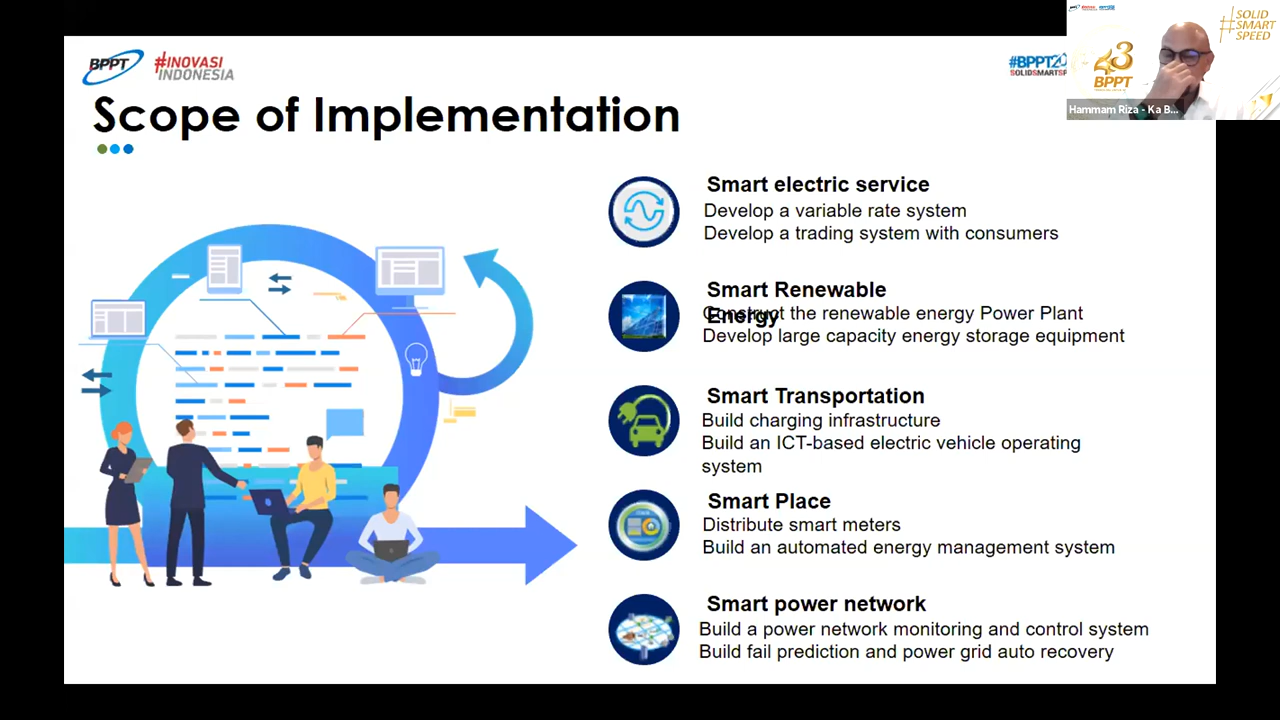 BPPT
#INOVASI
INDONESIA
#BPPT
SOLIDSMARTSP
#SOLID
SMART
SPEED
43
BPPT
Hammam Riza - Ka B...
Scope of Implementation
Smart electric service
Develop a variable rate system
Develop a trading system with consumers
Smart Renewable
Energy
Construct the renewable energy Power Plant
Develop large capacity energy storage equipment
Smart Transportation
Build charging infrastructure
Build an ICT-based electric vehicle operating
system
Smart Place
Distribute smart meters
Build an automated energy management system
Smart power network
Build a power network monitoring and control system
Build fail prediction and power grid auto recovery